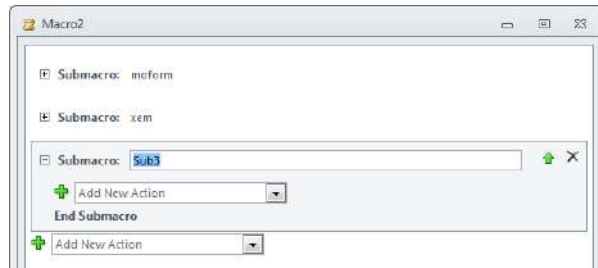 Macro2
Submacro: moform
Submacro: xem
Submacro: Sub3
Add New Action
End Submacro
Add New Action